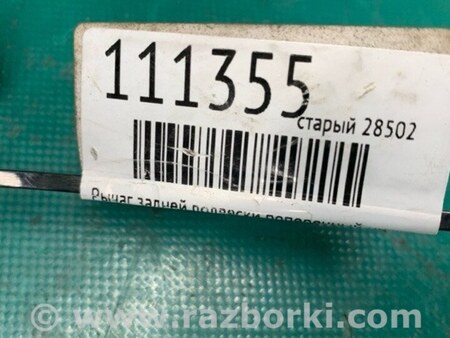 111355
старый 28502
Рычаг задней подвески поперечный
www.razborki.com